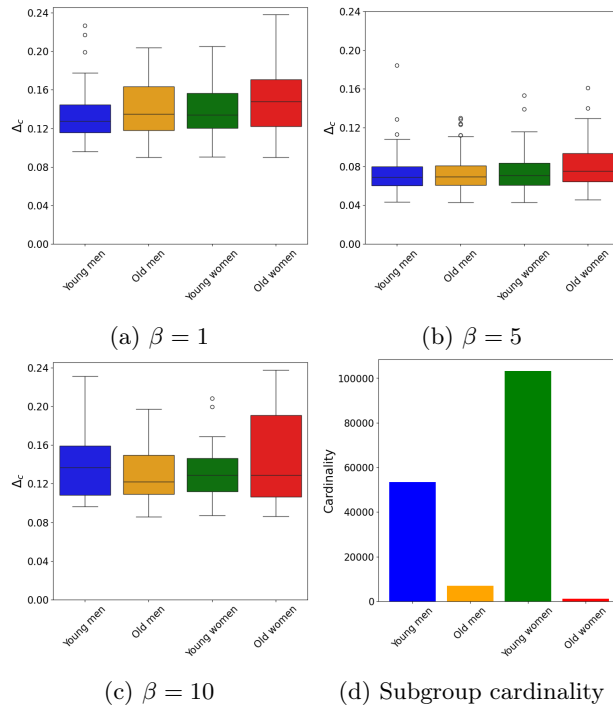 0.24
0.20
0.16
0.12
0.08
0.04
0.00
Δc
Young men
Old men
Young women
Old women
(a) β = 1
0.24
0.20
0.16
0.12
0.08
0.04
0.00
Δc
Young men
Old men
Young women
Old women
(b) β = 5
0.24
0.20
0.16
0.12
0.08
0.04
0.00
Δc
Young men
Old men
Young women
Old women
(c) β = 10
100000
80000
60000
40000
20000
0
Cardinality
Young men
Old men
Young women
Old women
(d) Subgroup cardinality